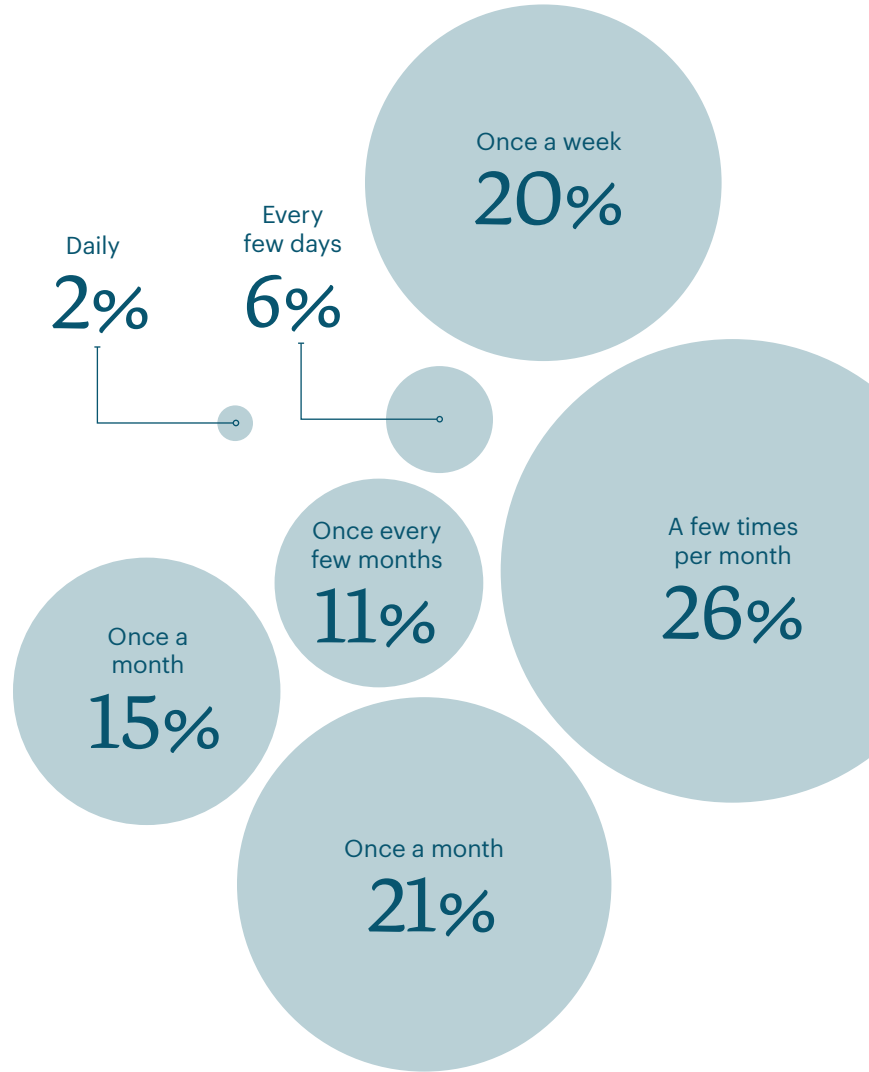 Once a week
20%
Every
few days
6%
Daily
2%
A few times
per month
26%
Once every
few months
11%
Once a
month
15%
Once a month
21%